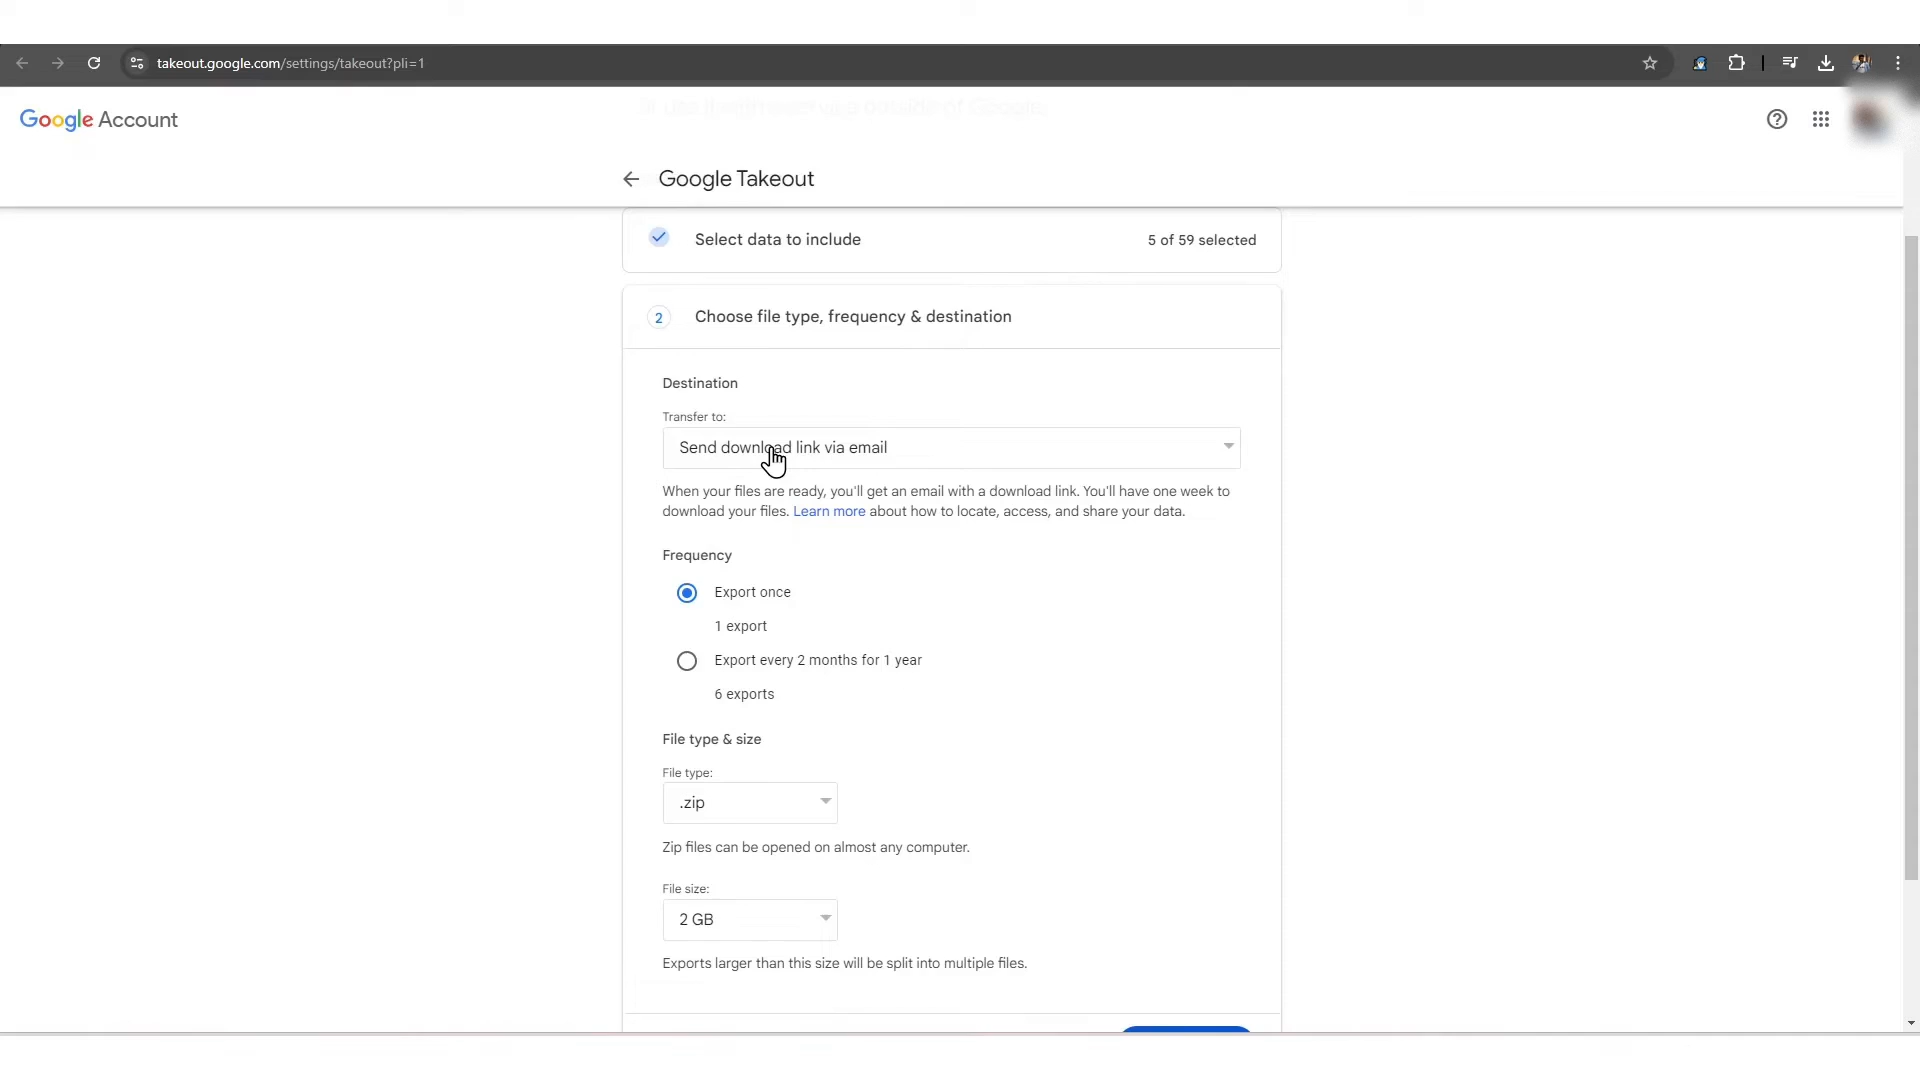 takeout.google.com/settings/takeout?pli=1
Google Account
Google Takeout
Select data to include
5 of 59 selected
2
Choose file type, frequency & destination
Destination
Transfer to:
Send download link via email
When your files are ready, you'll get an email with a download link. You'll have one week to
download your files. Learn more about how to locate, access, and share your data.
Frequency
Export once
1 export
Export every 2 months for 1 year
6 exports
File type & size
File type:
.zip
Zip files can be opened on almost any computer.
File size:
2 GB
Exports larger than this size will be split into multiple files.